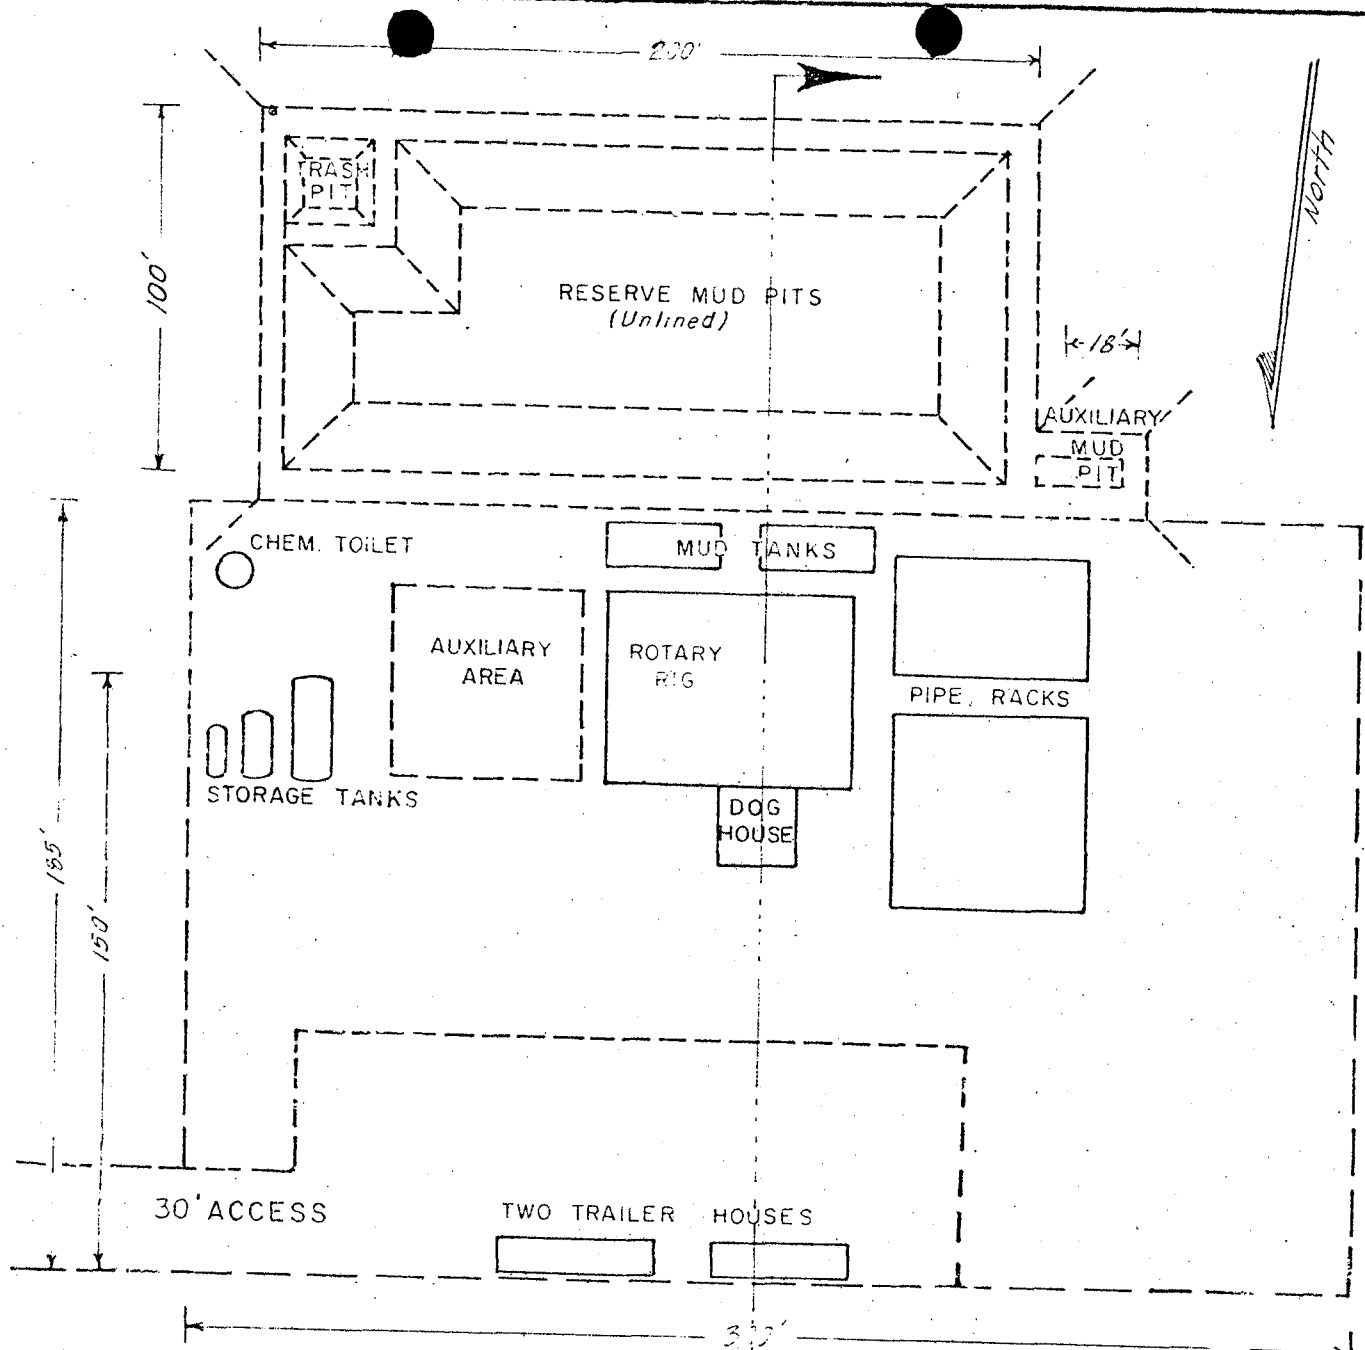 200'
TRASH
PIT
North
100'
RESERVE MUD PITS
(Unlined)
18'
AUXILIARY
MUD
PIT
CHEM. TOILET
MUD TANKS
AUXILIARY
AREA
ROTARY
RIG
PIPE RACKS
STORAGE TANKS
DOG
HOUSE
150'
30' ACCESS
TWO TRAILER HOUSES